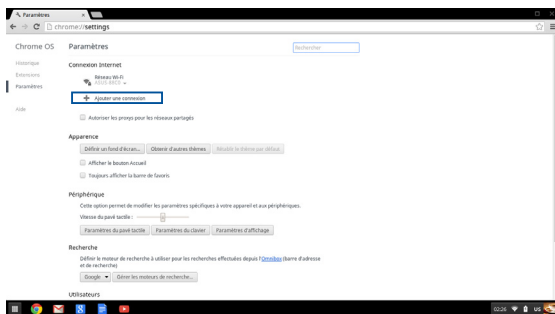 Paramètres
chrome://settings
Chrome OS
Paramètres
Rechercher
Historique
Extensions
Paramètres
Aide
Connexion Internet
Réseau Wi-Fi
Ajouter une connexion
Autoriser les proxys pour les réseaux partagés
Apparence
Définir un fond d'écran... Obtenir d'autres thèmes Rétablir le thème par défaut
Afficher le bouton Accueil
Toujours afficher la barre de favoris
Périphérique
Cette option permet de modifier les paramètres spécifiques à votre appareil et aux périphériques.
Vitesse du pavé tactile :
Paramètres du pavé tactile Paramètres du clavier Paramètres d'affichage
Recherche
Définir le moteur de recherche à utiliser pour les recherches effectuées depuis l'Omnibox (barre d'adresse
et de recherche)
Google Gérer les moteurs de recherche...
Utilisateurs
02:26 US